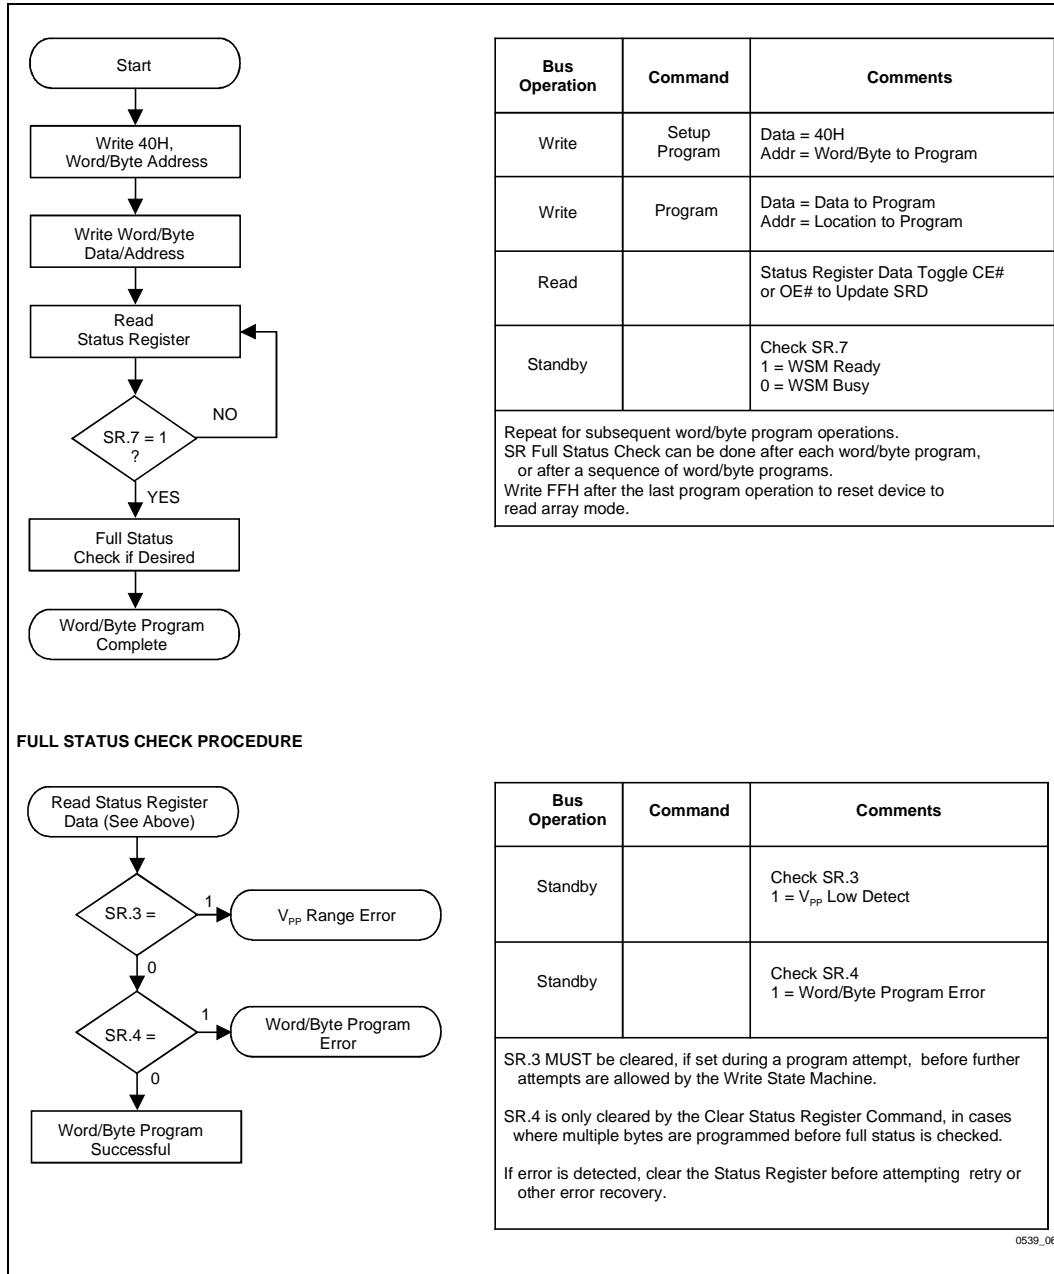 Start
Write 40H,
Word/Byte Address
Write Word/Byte
Data/Address
Read
Status Register
NO
SR.7 = 1
?
YES
Full Status
Check if Desired
Word/Byte Program
Complete
Bus
Operation
Command
Comments
Write
Setup
Program
Data = 40H
Addr = Word/Byte to Program
Write
Program
Data = Data to Program
Addr = Location to Program
Read
Status Register Data Toggle CE#
or OE# to Update SRD
Standby
Check SR.7
1 = WSM Ready
0 = WSM Busy
Repeat for subsequent word/byte program operations.
SR Full Status Check can be done after each word/byte program,
or after a sequence of word/byte programs.
Write FFH after the last program operation to reset device to
read array mode.
FULL STATUS CHECK PROCEDURE
Read Status Register
Data (See Above)
SR.3 =
1
VPP Range Error
0
SR.4 =
1
Word/Byte Program
Error
0
Word/Byte Program
Successful
Bus
Operation
Command
Comments
Standby
Check SR.3
1 = VPP Low Detect
Standby
Check SR.4
1 = Word/Byte Program Error
SR.3 MUST be cleared, if set during a program attempt, before further
attempts are allowed by the Write State Machine.
SR.4 is only cleared by the Clear Status Register Command, in cases
where multiple bytes are programmed before full status is checked.
If error is detected, clear the Status Register before attempting retry or
other error recovery.
0539_06